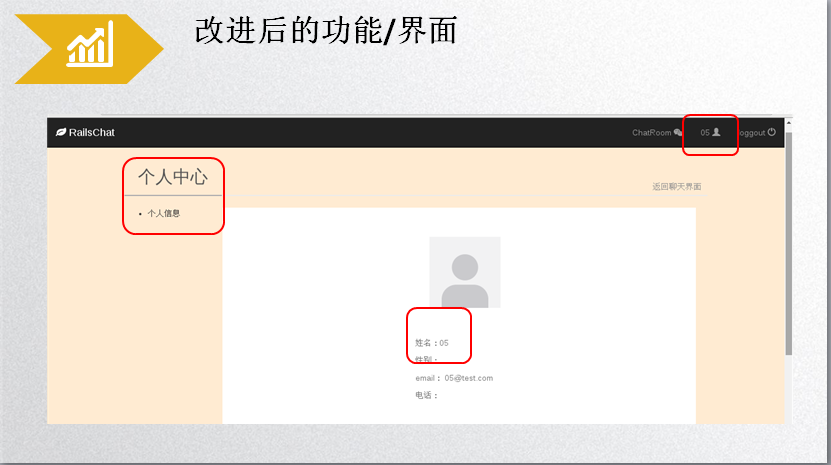 改进后的功能/界面
RailsChat
ChatRoom 05 oggout
个人中心
返回聊天界面
个人信息
姓名：05
性别：
email： 05@test.com
电话：